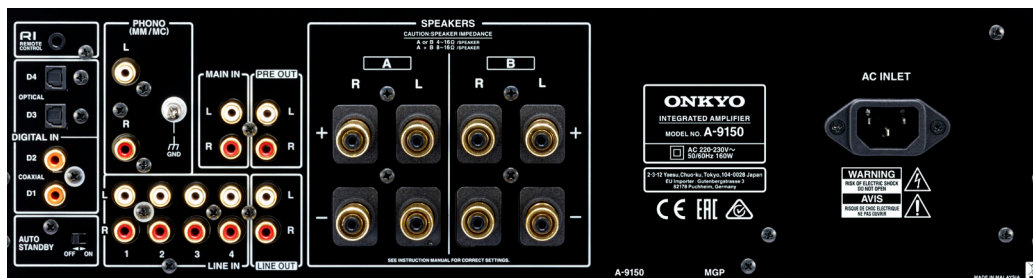 RI
REMOTE
CONTROL
D4
OPTICAL
D3
DIGITAL IN
D2
COAXIAL
D1
AUTO
STANDBY
OFF ON
PHONO
(MM/MC)
L
R
GND
MAIN IN
L
R
PRE OUT
L
R
L
R
1 2 3 4
LINE IN
L
R
LINE OUT
SPEAKERS
CAUTION:SPEAKER IMPEDANCE
A or B 4~16Ω /SPEAKER
A + B 8~16Ω /SPEAKER
A B
R L R L
+ +
− −
SEE INSTRUCTION MANUAL FOR CORRECT SETTINGS.
ONKYO
INTEGRATED AMPLIFIER
MODEL NO. A-9150
AC 220-230V~
50/60Hz 160W
2-3-12 Yaesu, Chuo-ku, Tokyo, 104-0028 Japan
EU Importer : Gutenbergstrasse 3
82178 Puchheim, Germany
CE EAC
A-9150 MGP
AC INLET
WARNING
RISK OF ELECTRIC SHOCK
DO NOT OPEN
AVIS
RISQUE DE CHOC ELECTRIQUE
NE PAS OUVRIR
MADE IN MALAYSIA